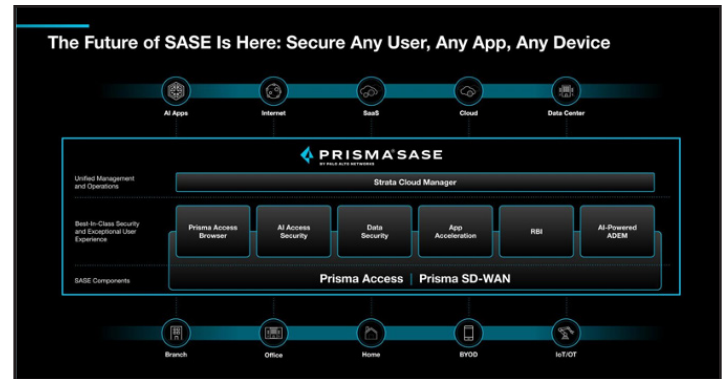 The Future of SASE Is Here: Secure Any User, Any App, Any Device
AI Apps
Internet
SaaS
Cloud
Data Center
PRISMA® SASE
BY PALO ALTO NETWORKS
Unified Management
and Operations
Strata Cloud Manager
Best-In-Class Security
and Exceptional User
Experience
Prisma Access
Browser
AI Access
Security
Data
Security
App
Acceleration
RBI
AI-Powered
ADEM
SASE Components
Prisma Access | Prisma SD-WAN
Branch
Office
Home
BYOD
IoT/OT